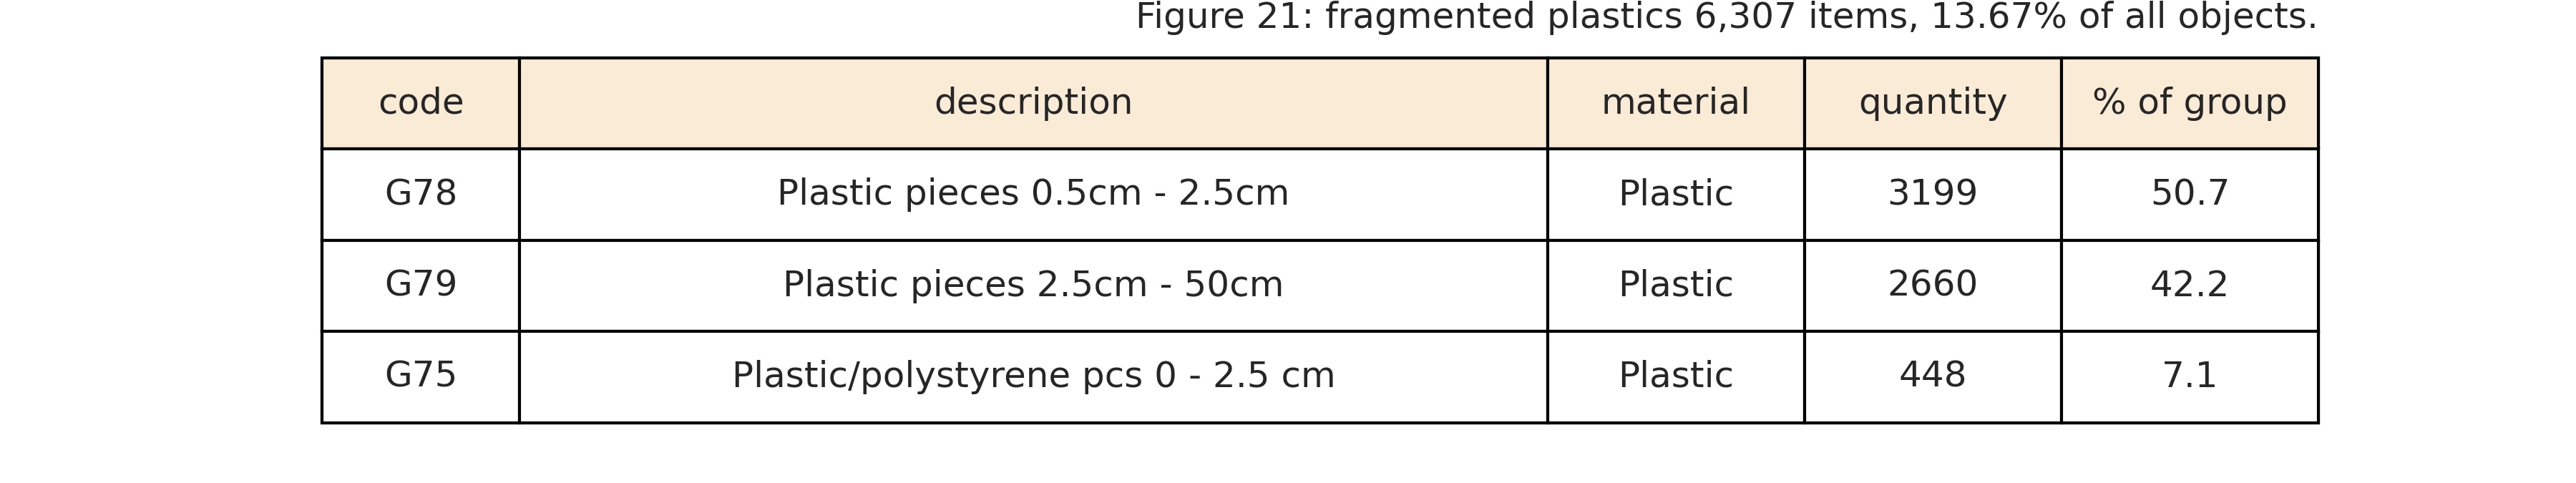 Figure 21: fragmented plastics 6,307 items, 13.67% of all objects.
code description material quantity % of group
G78 Plastic pieces 0.5cm - 2.5cm Plastic 3199 50.7
G79 Plastic pieces 2.5cm - 50cm Plastic 2660 42.2
G75 Plastic/polystyrene pcs 0 - 2.5 cm Plastic 448 7.1